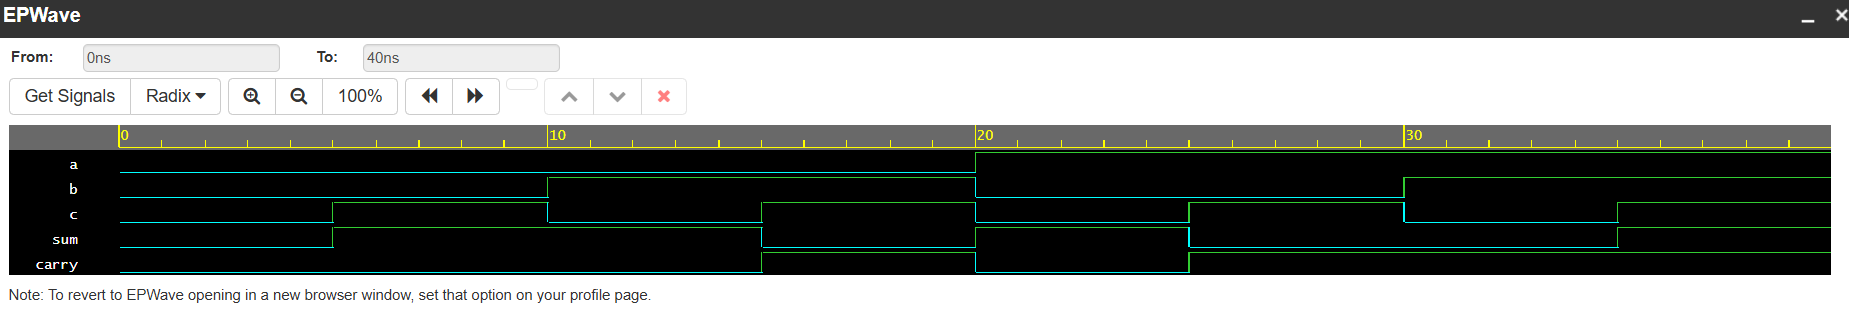 EPWave
From: 0ns To: 40ns
Get Signals Radix 100%
0 10 20 30
a
b
c
sum
carry
Note: To revert to EPWave opening in a new browser window, set that option on your profile page.